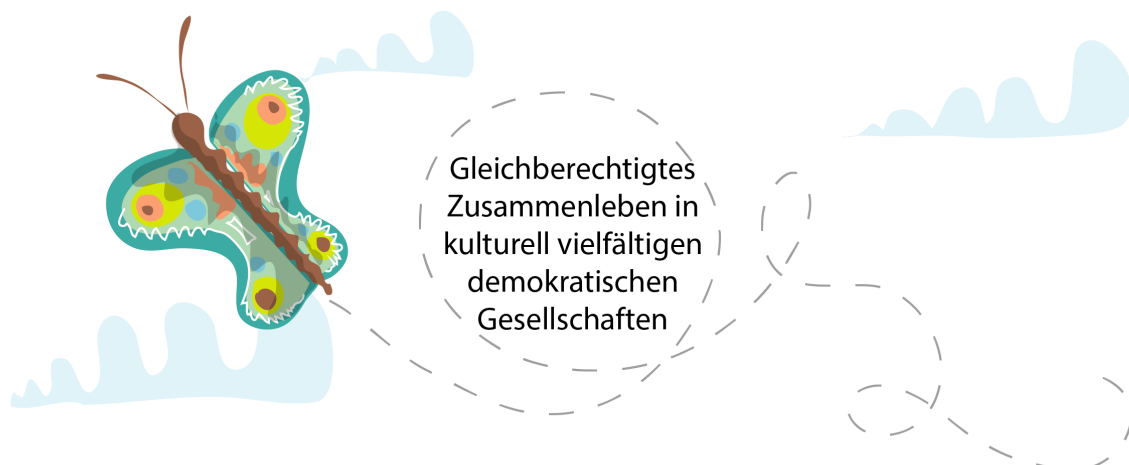 Gleichberechtigtes
Zusammenleben in
kulturell vielfältigen
demokratischen
Gesellschaften